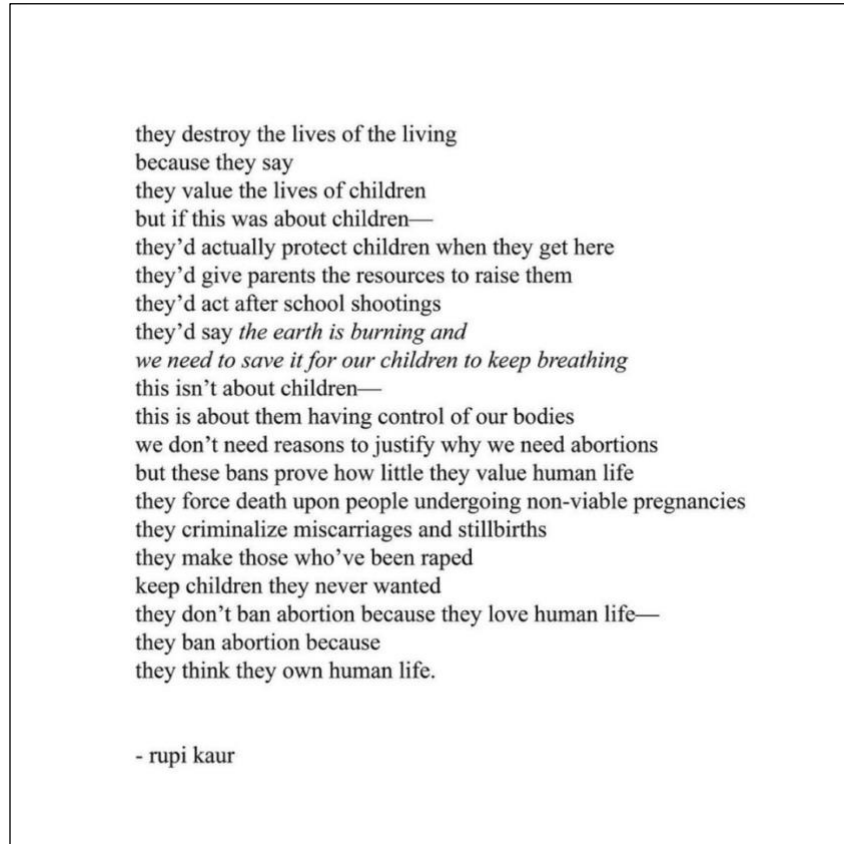 they destroy the lives of the living
because they say
they value the lives of children
but if this was about children—
they’d actually protect children when they get here
they’d give parents the resources to raise them
they’d act after school shootings
they’d say the earth is burning and
we need to save it for our children to keep breathing
this isn’t about children—
this is about them having control of our bodies
we don’t need reasons to justify why we need abortions
but these bans prove how little they value human life
they force death upon people undergoing non-viable pregnancies
they criminalize miscarriages and stillbirths
they make those who’ve been raped
keep children they never wanted
they don’t ban abortion because they love human life—
they ban abortion because
they think they own human life.
- rupi kaur